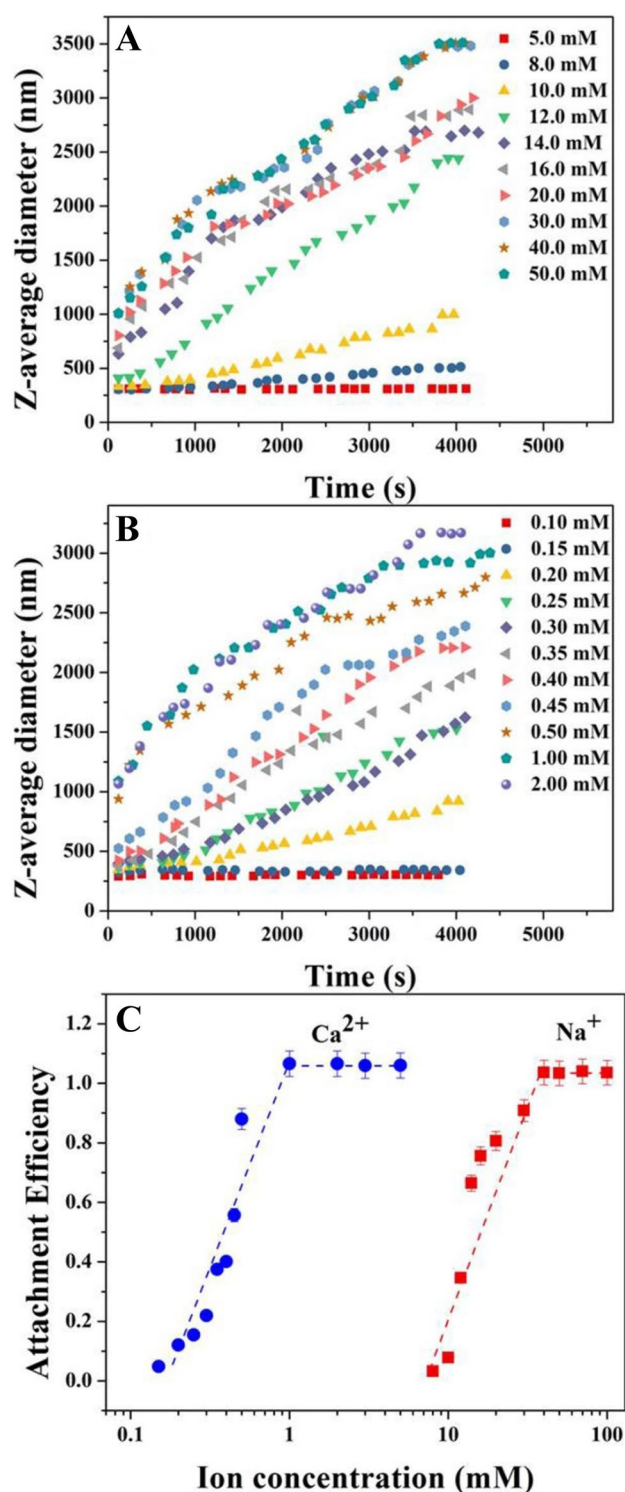 A
3500
3000
2500
2000
1500
1000
500
0
Z-average diameter (nm)
5.0 mM
8.0 mM
10.0 mM
12.0 mM
14.0 mM
16.0 mM
20.0 mM
30.0 mM
40.0 mM
50.0 mM
0 1000 2000 3000 4000 5000
Time (s)
B
3000
2500
2000
1500
1000
500
0
Z-average diameter (nm)
0.10 mM
0.15 mM
0.20 mM
0.25 mM
0.30 mM
0.35 mM
0.40 mM
0.45 mM
0.50 mM
1.00 mM
2.00 mM
0 1000 2000 3000 4000 5000
Time (s)
C
Ca²⁺ Na⁺
1.2
1.0
0.8
0.6
0.4
0.2
0.0
Attachment Efficiency
0.1 1 10 100
Ion concentration (mM)